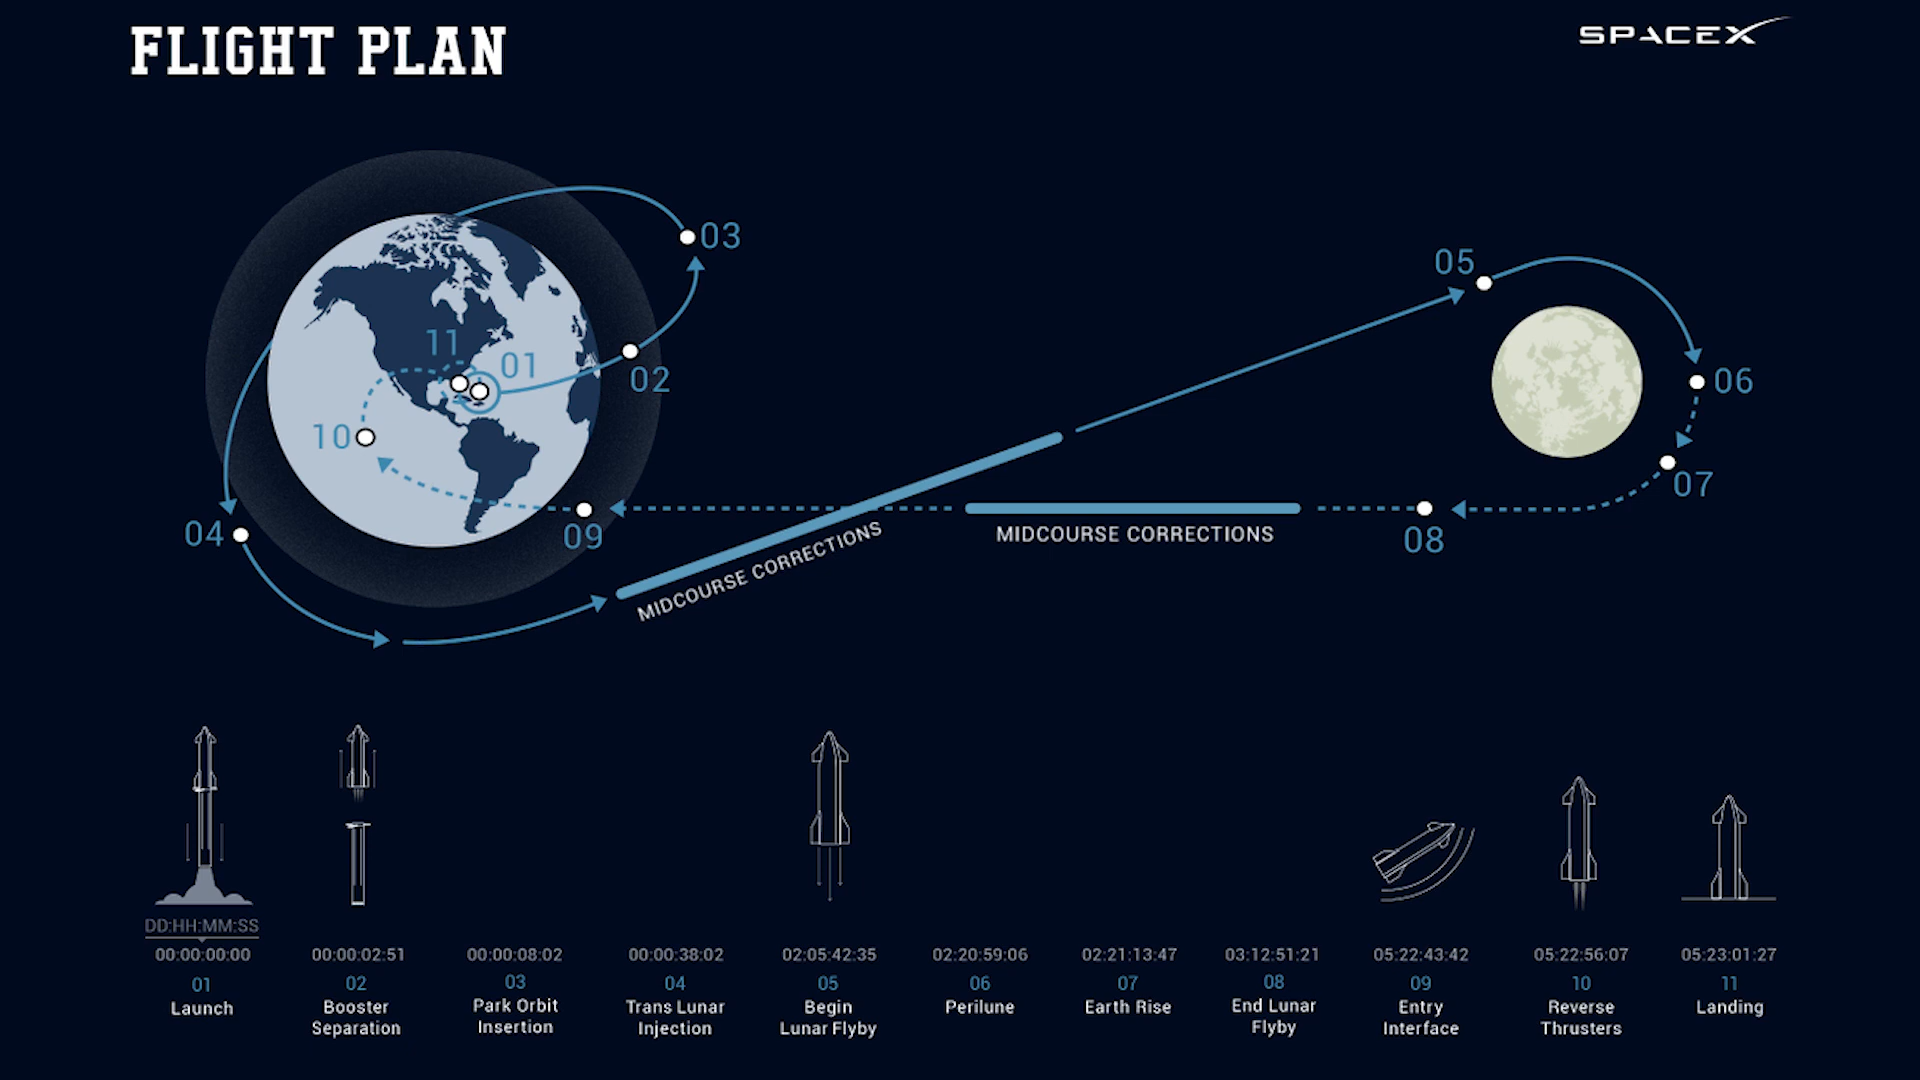 FLIGHT PLAN
SPACEX
03
05
11
01
02
06
10
07
04
09
08
MIDCOURSE CORRECTIONS
MIDCOURSE CORRECTIONS
DD:HH:MM:SS
00:00:00:00
01
Launch
00:00:02:51
02
Booster
Separation
00:00:08:02
03
Park Orbit
Insertion
00:00:38:02
04
Trans Lunar
Injection
02:05:42:35
05
Begin
Lunar Flyby
02:20:59:06
06
Perilune
02:21:13:47
07
Earth Rise
03:12:51:21
08
End Lunar
Flyby
05:22:43:42
09
Entry
Interface
05:22:56:07
10
Reverse
Thrusters
05:23:01:27
11
Landing